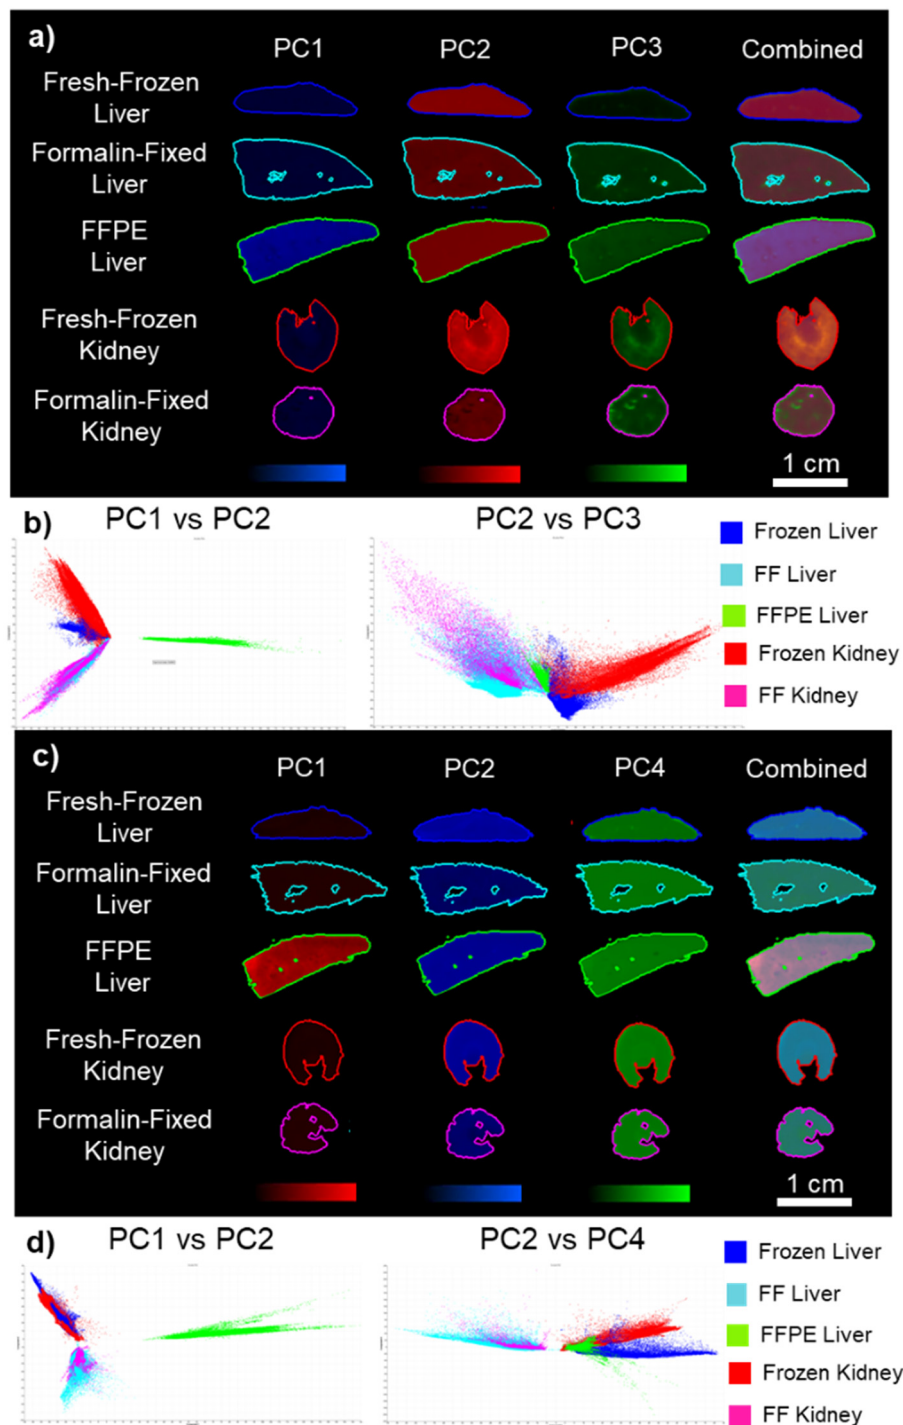 a)
PC1 PC2 PC3 Combined
Fresh-Frozen
Liver
Formalin-Fixed
Liver
FFPE
Liver
Fresh-Frozen
Kidney
Formalin-Fixed
Kidney
1 cm
b)
PC1 vs PC2
PC2 vs PC3
Frozen Liver
FF Liver
FFPE Liver
Frozen Kidney
FF Kidney
c)
PC1 PC2 PC4 Combined
Fresh-Frozen
Liver
Formalin-Fixed
Liver
FFPE
Liver
Fresh-Frozen
Kidney
Formalin-Fixed
Kidney
1 cm
d)
PC1 vs PC2
PC2 vs PC4
Frozen Liver
FF Liver
FFPE Liver
Frozen Kidney
FF Kidney